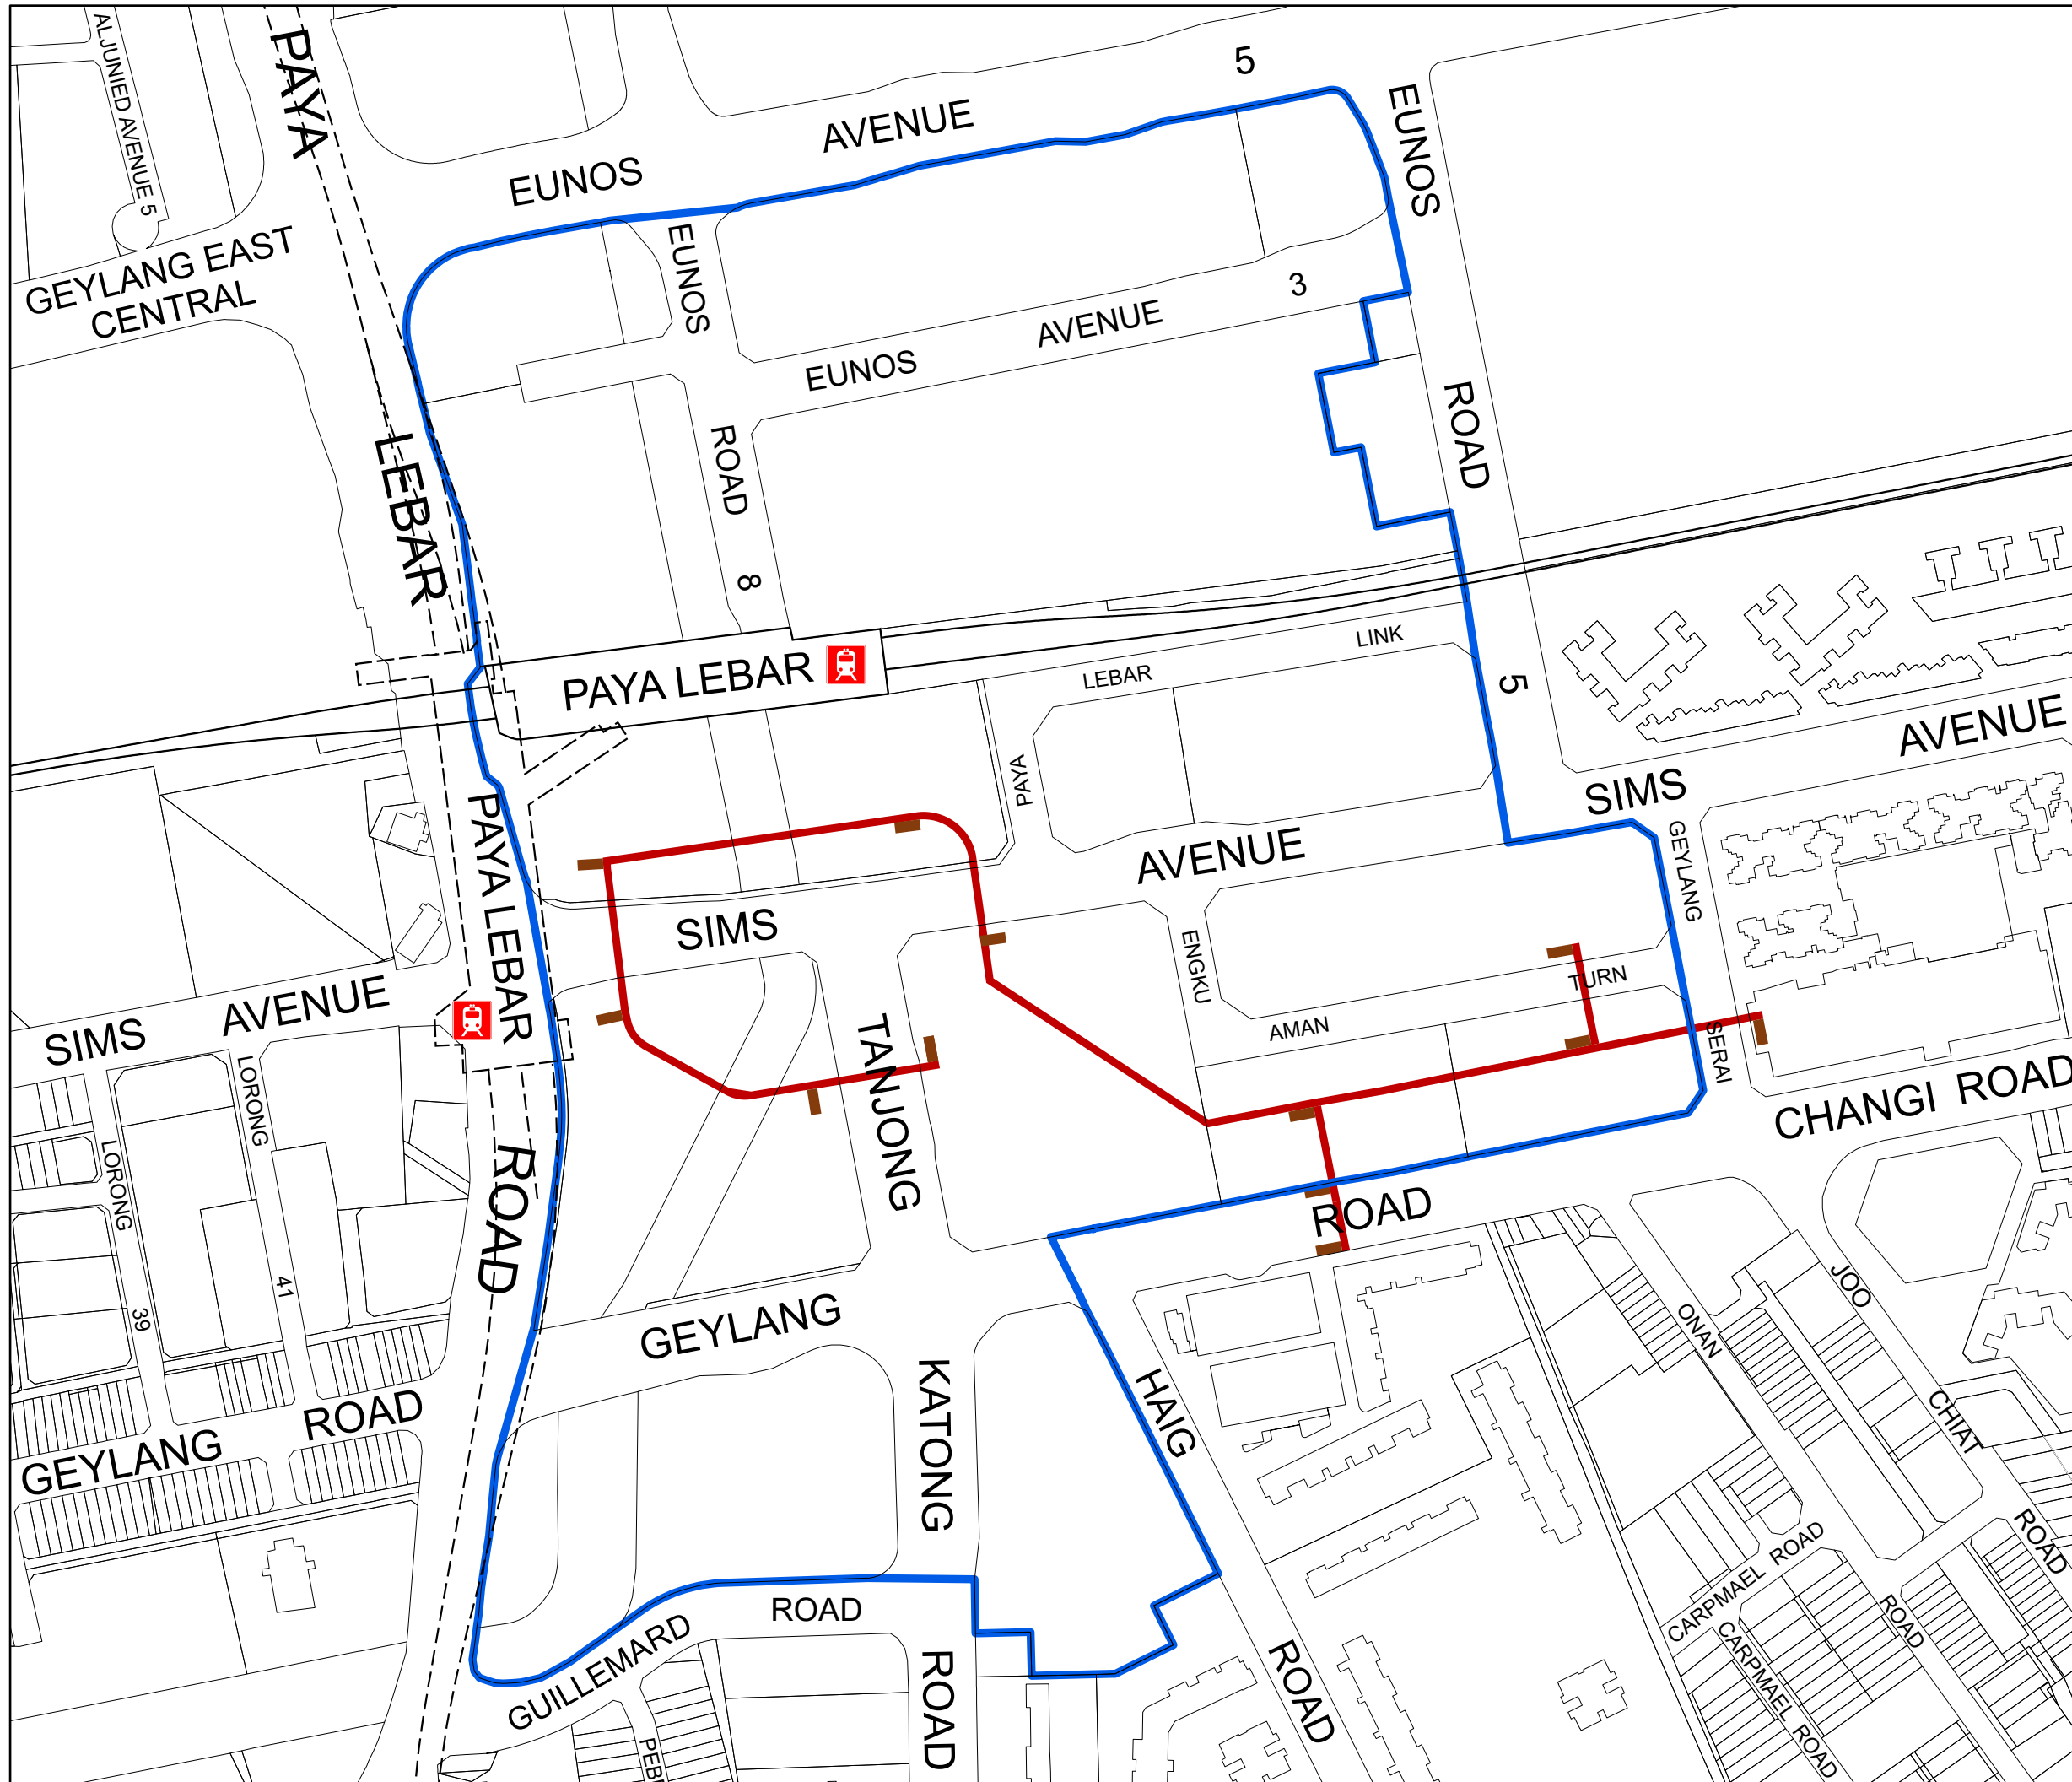 ALJUNIED AVENUE 5
PAYA
LEBAR
PAYA LEBAR
ROAD
GEYLANG EAST
CENTRAL
EUNOS
AVENUE
5
EUNOS
ROAD
5
EUNOS
ROAD
8
EUNOS
AVENUE
3
PAYA LEBAR
PAYA
LEBAR
LINK
SIMS
AVENUE
SIMS
AVENUE
SIMS
AVENUE
GEYLANG
SERAI
ENGKU
AMAN
TURN
CHANGI ROAD
TANJONG
KATONG
ROAD
LORONG
39
LORONG
41
GEYLANG
ROAD
GEYLANG
ROAD
GUILLEMARD
ROAD
HAIG
ROAD
ONAN
ROAD
JOO
CHIAT
ROAD
CARPMAEL ROAD
CARPMAEL ROAD
PEB